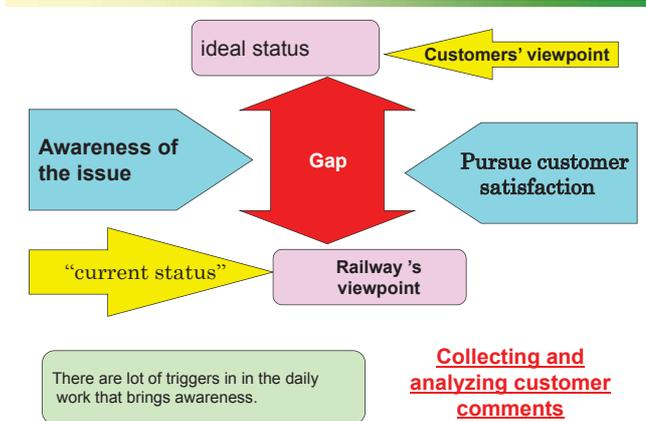 ideal status
Customers' viewpoint
Awareness of
the issue
Gap
Pursue customer
satisfaction
“current status”
Railway 's
viewpoint
There are lot of triggers in in the daily
work that brings awareness.
Collecting and
analyzing customer
comments